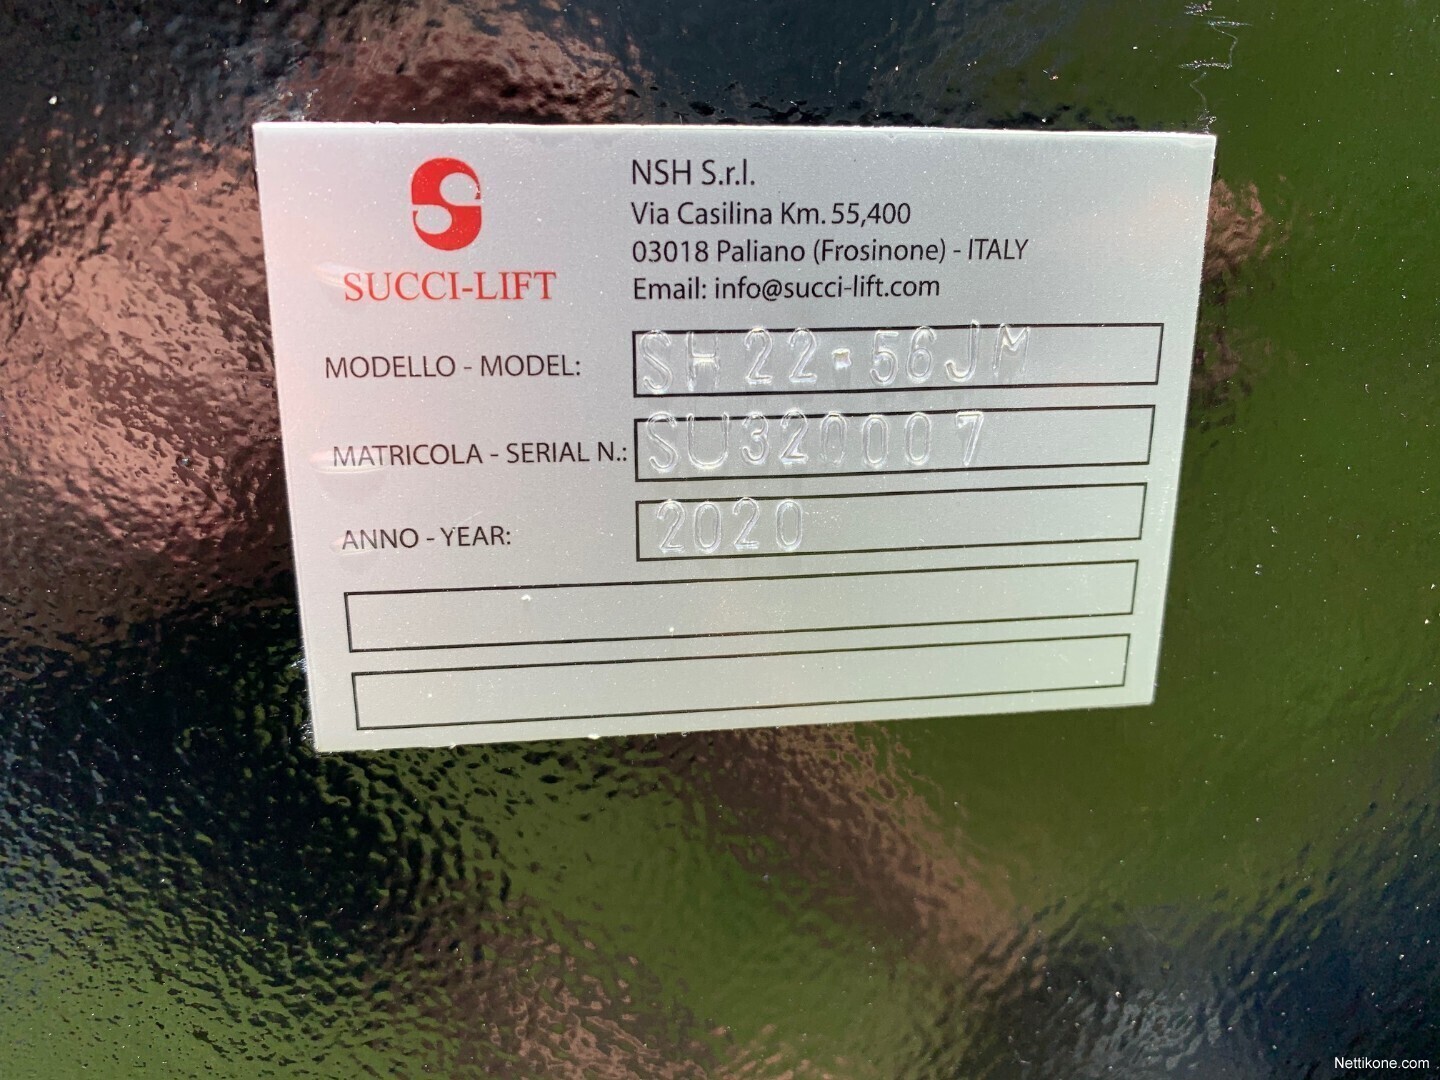 SUCCI-LIFT
NSH S.r.l.
Via Casilina Km. 55,400
03018 Paliano (Frosinone) - ITALY
Email: info@succi-lift.com
MODELLO - MODEL: SH 22-56JM
MATRICOLA - SERIAL N.: SU320007
ANNO - YEAR: 2020
Nettikone.com